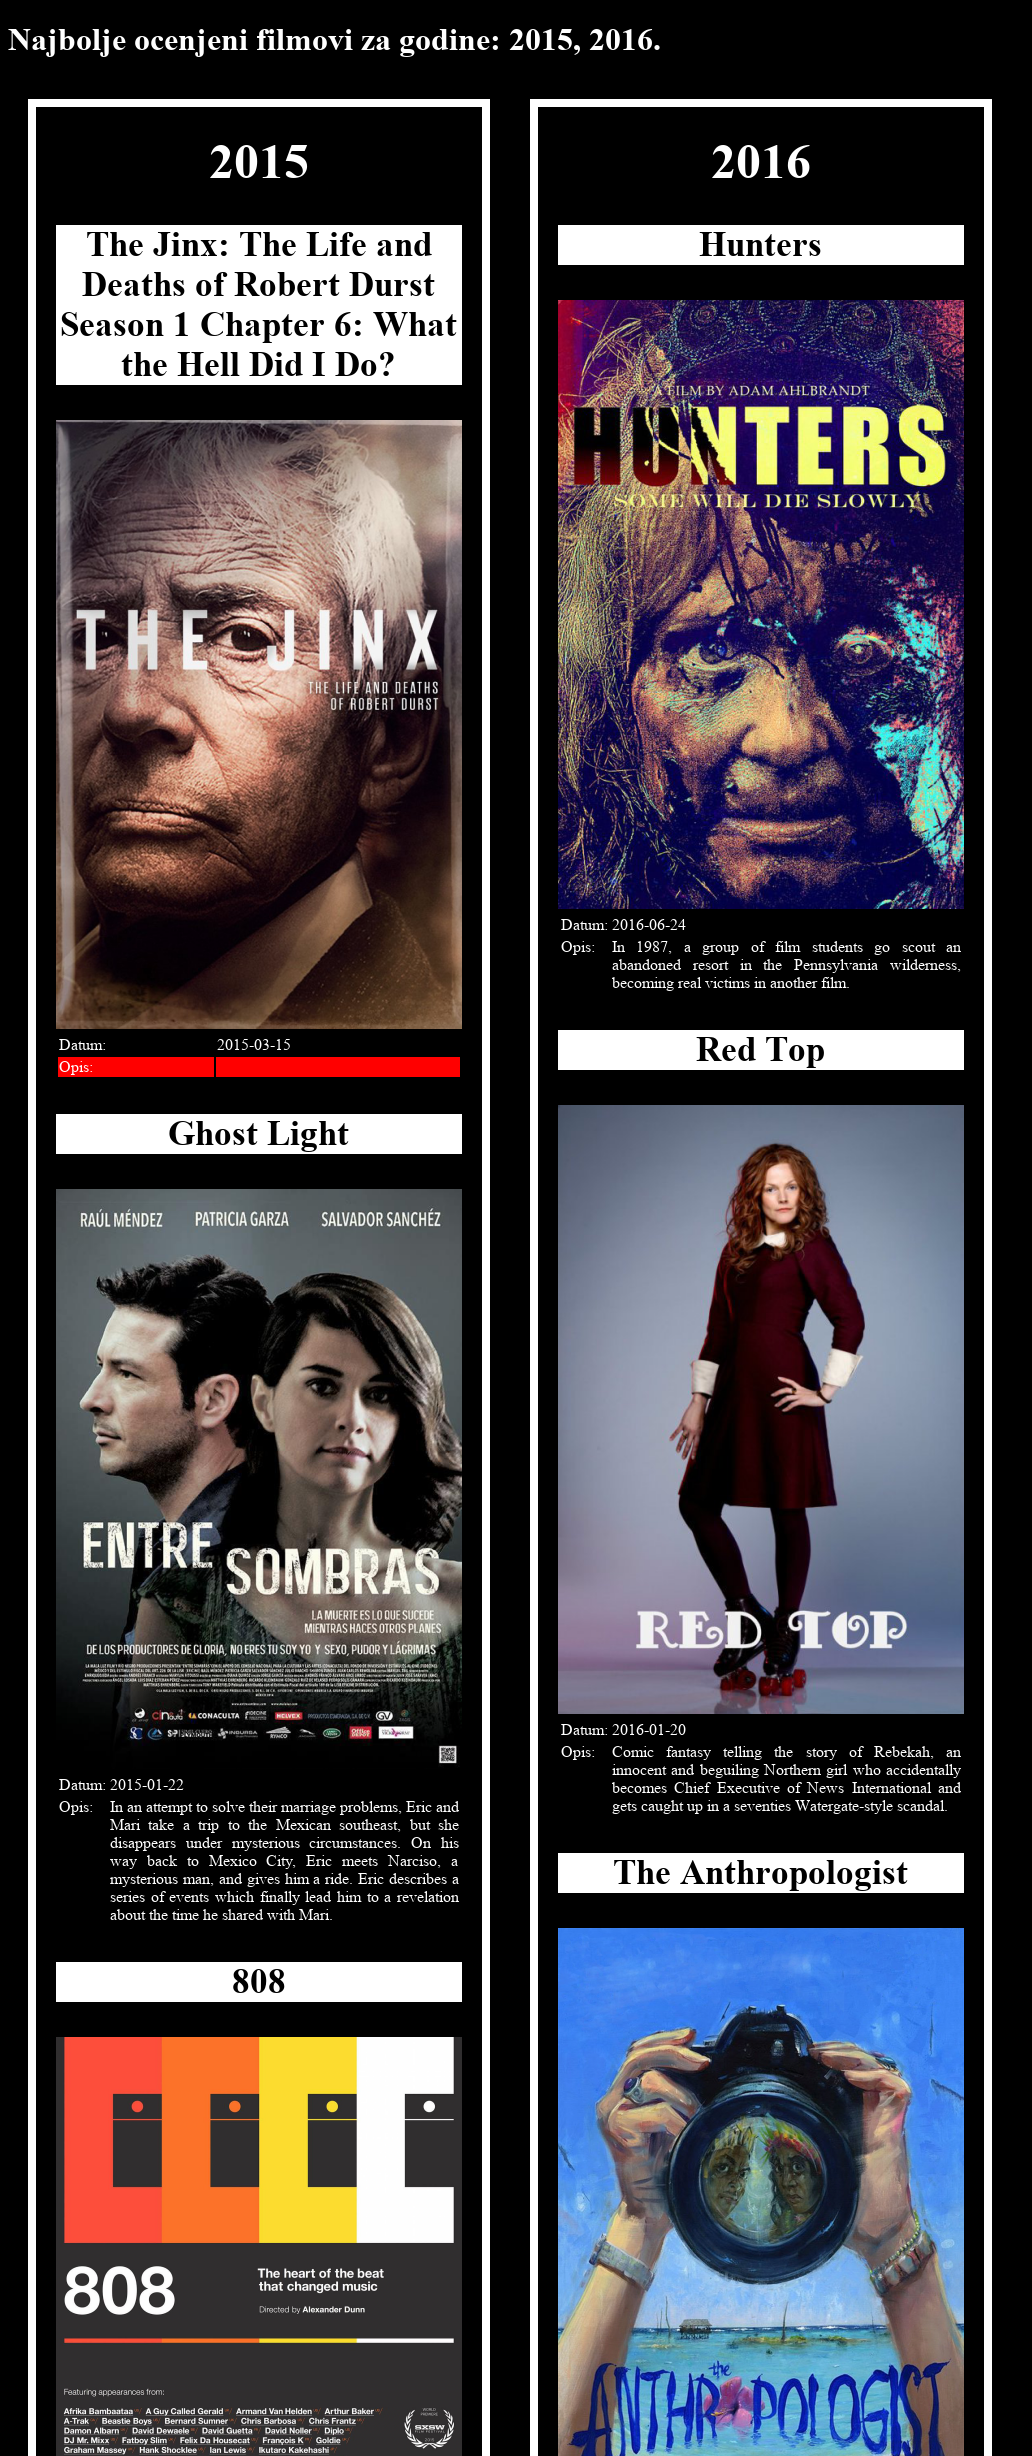 Najbolje ocenjeni filmovi za godine: 2015, 2016.
2015
The Jinx: The Life and
Deaths of Robert Durst
Season 1 Chapter 6: What
the Hell Did I Do?
THE JINX
THE LIFE AND DEATHS
OF ROBERT DURST
Datum: 2015-03-15
Opis:
Ghost Light
RAÚL MÉNDEZ PATRICIA GARZA SALVADOR SANCHÉZ
ENTRE
SOMBRAS
LA MUERTE ES LO QUE SUCEDE
MIENTRAS HACES OTROS PLANES
DE LOS PRODUCTORES DE GLORIA, NO ERES TU SOY YO Y SEXO, PUDOR Y LÁGRIMAS
CONACULTA
Datum: 2015-01-22
Opis: In an attempt to solve their marriage problems, Eric and
Mari take a trip to the Mexican southeast, but she
disappears under mysterious circumstances. On his
way back to Mexico City, Eric meets Narciso, a
mysterious man, and gives him a ride. Eric describes a
series of events which finally lead him to a revelation
about the time he shared with Mari.
808
808
The heart of the beat
that changed music
Directed by Alexander Dunn
Featuring appearances from:
Afrika Bambaataa A Guy Called Gerald Armand Van Helden Arthur Baker
A-Trak Beastie Boys Bernard Sumner Chris Barbosa Chris Frantz
Damon Albarn David Dewaele David Guetta David Noller Diplo
DJ Mr. Mixx Fatboy Slim Felix Da Housecat François K Goldie
Graham Massey Hank Shocklee Ian Lewis Ikutaro Kakehashi
WORLD
PREMIERE
SXSW
FILM FESTIVAL
2016
Hunters
A FILM BY ADAM AHLBRANDT
HUNTERS
SOME WILL DIE SLOWLY
Datum: 2016-06-24
Opis: In 1987, a group of film students go scout an
abandoned resort in the Pennsylvania wilderness,
becoming real victims in another film.
Red Top
RED TOP
Datum: 2016-01-20
Opis: Comic fantasy telling the story of Rebekah, an
innocent and beguiling Northern girl who accidentally
becomes Chief Executive of News International and
gets caught up in a seventies Watergate-style scandal.
The Anthropologist
the
ANTHROPOLOGIST